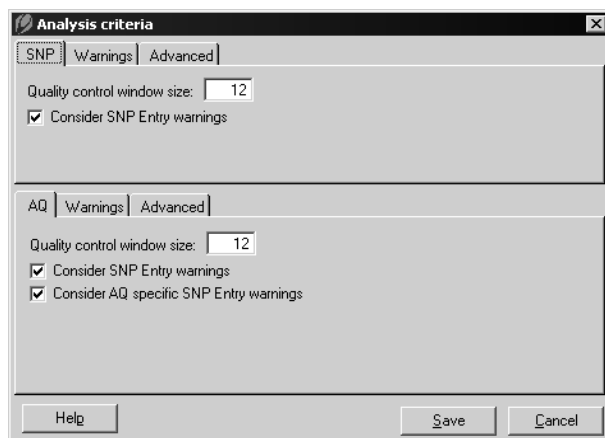 Analysis criteria
SNP Warnings Advanced
Quality control window size: 12
Consider SNP Entry warnings
AQ Warnings Advanced
Quality control window size: 12
Consider SNP Entry warnings
Consider AQ specific SNP Entry warnings
Help Save Cancel